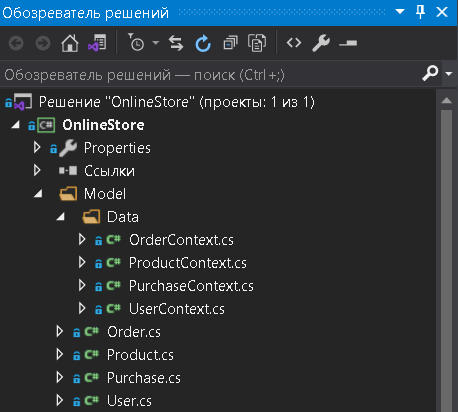 Обозреватель решений
Обозреватель решений — поиск (Ctrl+;)
Решение "OnlineStore" (проекты: 1 из 1)
C# OnlineStore
Properties
Ссылки
Model
Data
C# OrderContext.cs
C# ProductContext.cs
C# PurchaseContext.cs
C# UserContext.cs
C# Order.cs
C# Product.cs
C# Purchase.cs
C# User.cs